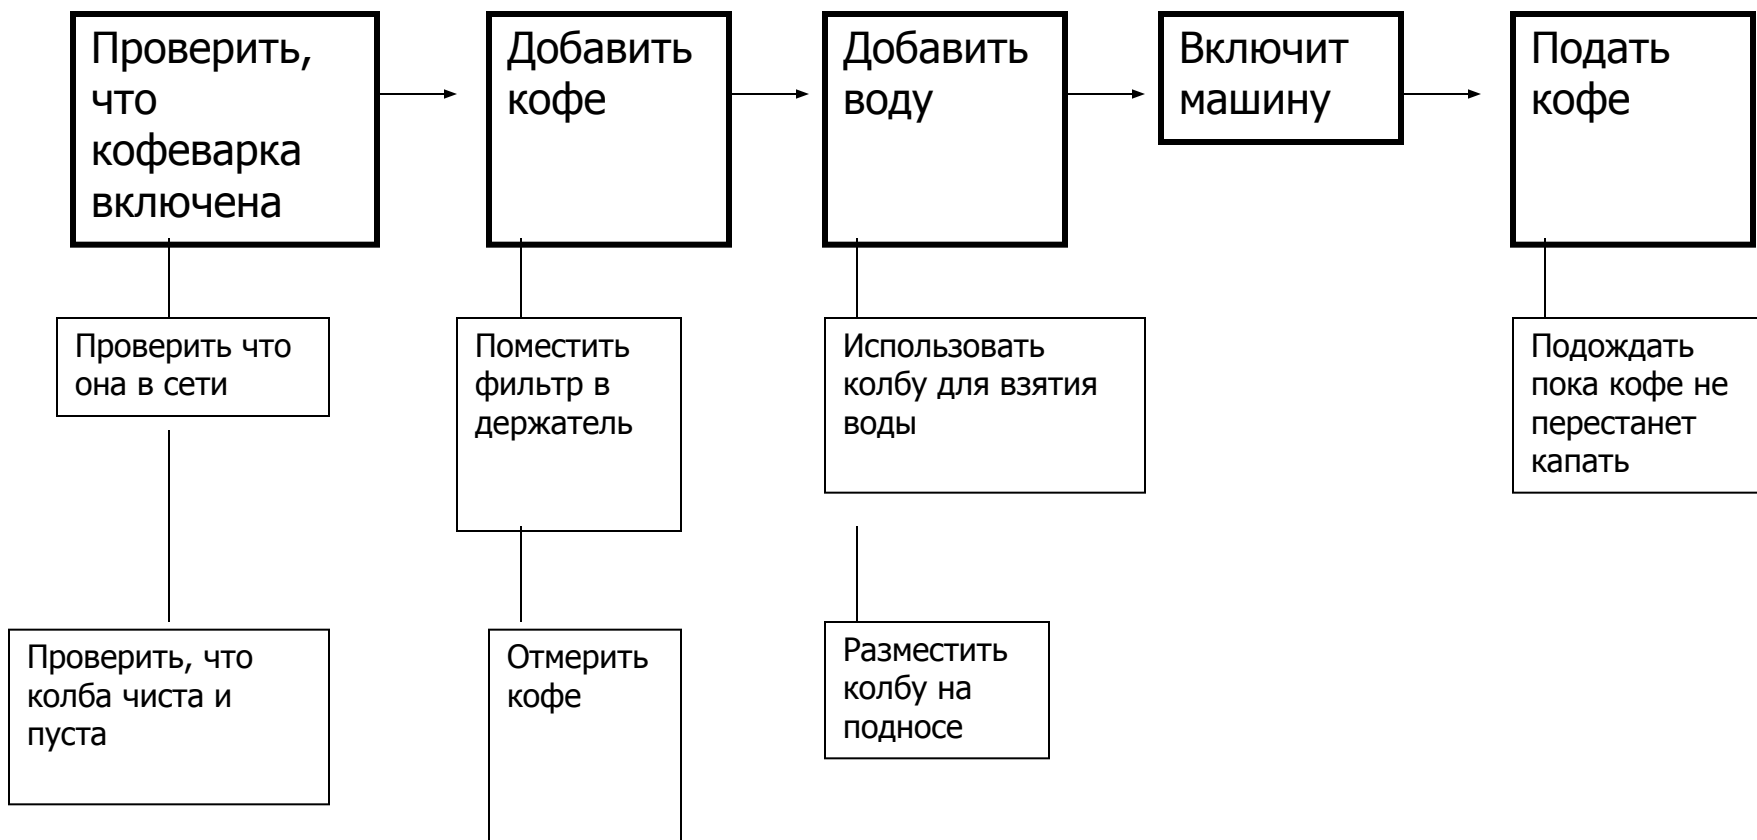 Проверить,
что
кофеварка
включена
Добавить
кофе
Добавить
воду
Включит
машину
Подать
кофе
Проверить что
она в сети
Поместить
фильтр в
держатель
Использовать
колбу для взятия
воды
Подождать
пока кофе не
перестанет
капать
Проверить, что
колба чиста и
пуста
Отмерить
кофе
Разместить
колбу на
подносе